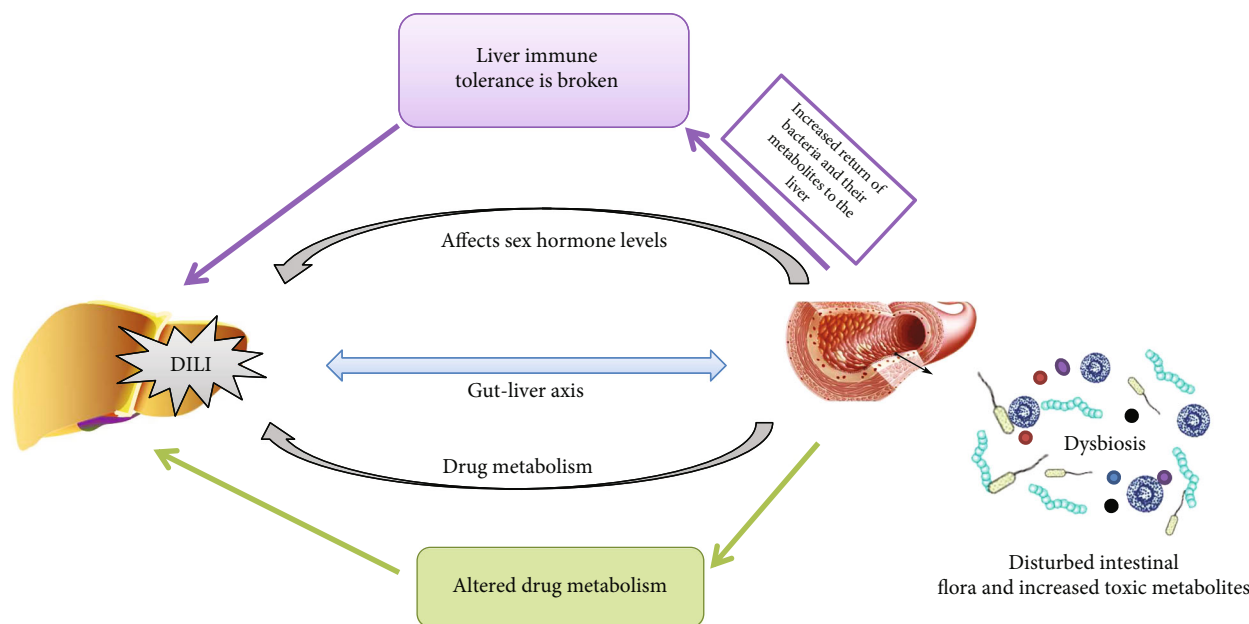 Liver immune
tolerance is broken
Increased return of
bacteria and their
metabolites to the
liver
Affects sex hormone levels
DILI
Gut-liver axis
Dysbiosis
Drug metabolism
Disturbed intestinal
flora and increased toxic metabolites
Altered drug metabolism